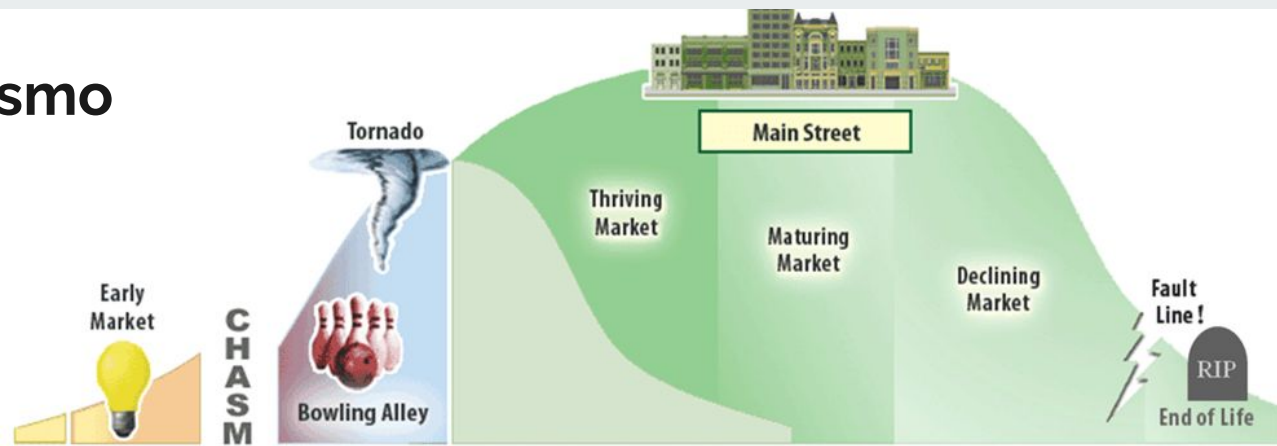 smo
Tornado
Main Street
Thriving
Market
Maturing
Market
Declining
Market
Early
Market
CHASM
Bowling Alley
Fault
Line!
RIP
End of Life